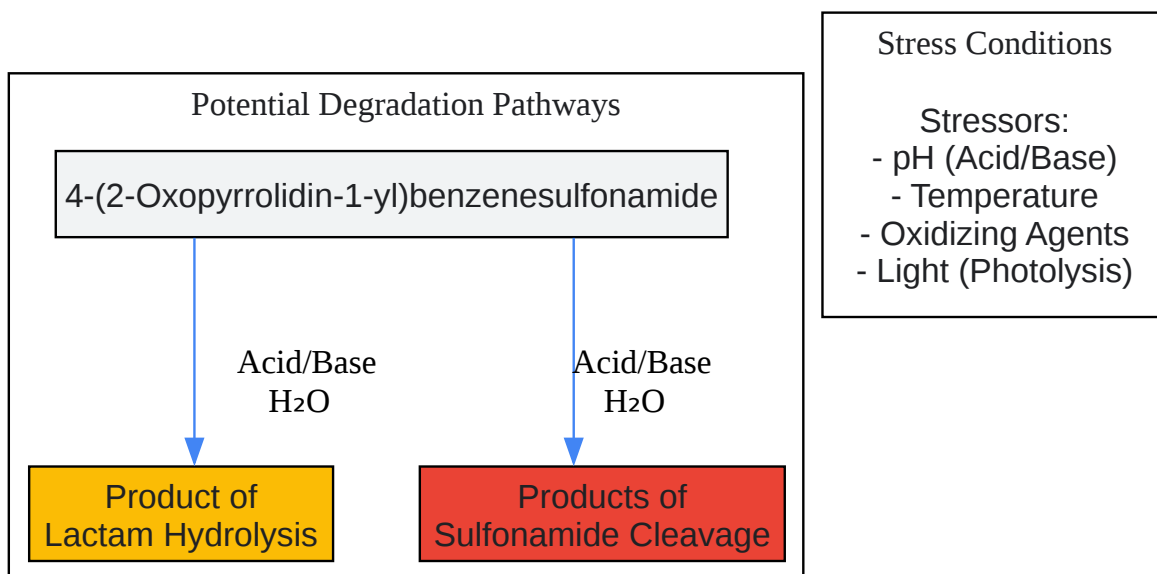 Potential Degradation Pathways
4-(2-Oxopyrrolidin-1-yl)benzenesulfonamide
Acid/Base
H₂O
Acid/Base
H₂O
Product of
Lactam Hydrolysis
Products of
Sulfonamide Cleavage
Stress Conditions
Stressors:
- pH (Acid/Base)
- Temperature
- Oxidizing Agents
- Light (Photolysis)